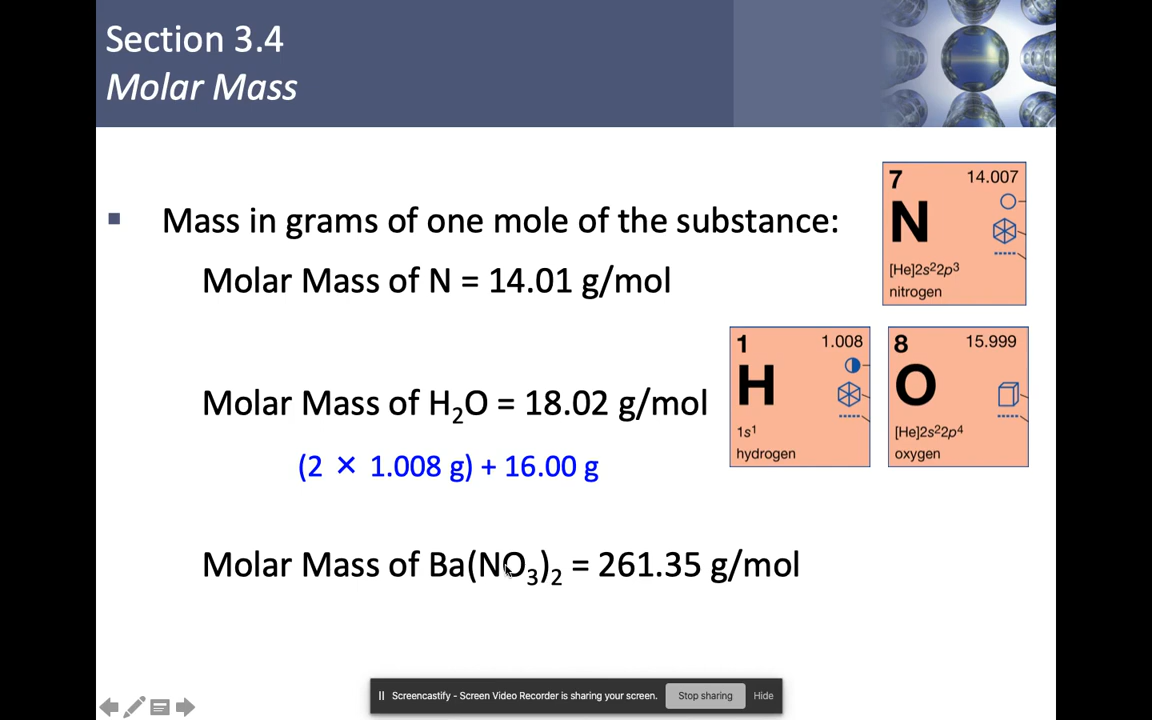 Section 3.4
Molar Mass
▪ Mass in grams of one mole of the substance:
Molar Mass of N = 14.01 g/mol
7 14.007
N
[He]2s²2p³
nitrogen
Molar Mass of H₂O = 18.02 g/mol
(2 × 1.008 g) + 16.00 g
1 1.008
H
1s¹
hydrogen
8 15.999
O
[He]2s²2p⁴
oxygen
Molar Mass of Ba(NO₃)₂ = 261.35 g/mol
Screencastify - Screen Video Recorder is sharing your screen. Stop sharing Hide